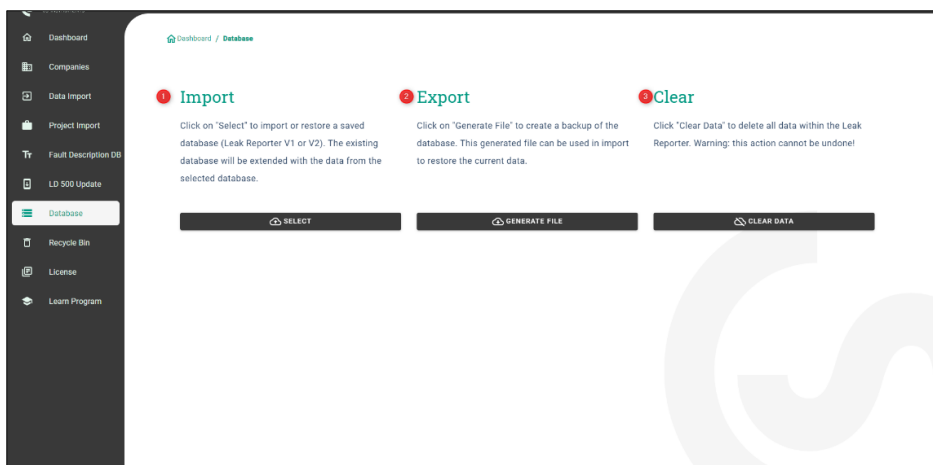 Dashboard
Companies
Data Import
Project Import
Fault Description DB
LD 500 Update
Database
Recycle Bin
License
Learn Program
Dashboard / Database
1 Import
Click on "Select" to import or restore a saved
database (Leak Reporter V1 or V2). The existing
database will be extended with the data from the
selected database.
SELECT
2 Export
Click on "Generate File" to create a backup of the
database. This generated file can be used in import
to restore the current data.
GENERATE FILE
3 Clear
Click "Clear Data" to delete all data within the Leak
Reporter. Warning: this action cannot be undone!
CLEAR DATA